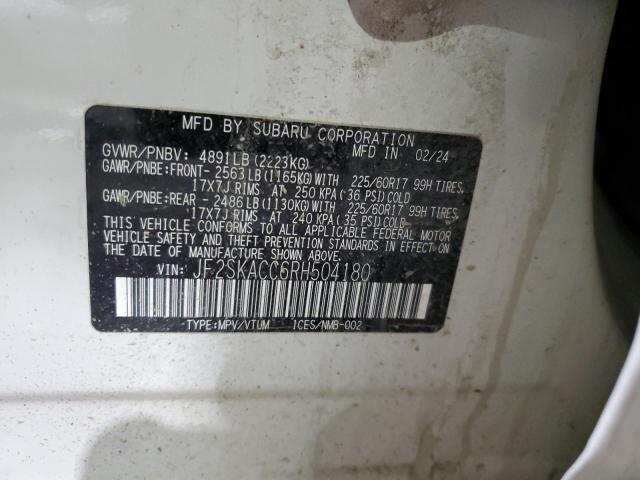 MFD BY SUBARU CORPORATION
GVWR/PNBV: 4891LB(2223KG) MFD IN 02/24
GAWR/PNBE:FRONT- 2563LB(1165KG)WITH 225/60R17 99H TIRES,
17X7J RIMS AT 250 KPA(36 PSI)COLD
GAWR/PNBE:REAR - 2486LB(1130KG)WITH 225/60R17 99H TIRES,
17X7J RIMS AT 240 KPA(35 PSI)COLD
THIS VEHICLE CONFORMS TO ALL APPLICABLE FEDERAL MOTOR
VEHICLE SAFETY AND THEFT PREVENTION STANDARDS IN EFFECT ON
THE DATE OF MANUFACTURE SHOWN ABOVE.
VIN: JF2SKACC6RH504180
TYPE:MPV/VTUM ICES/NMB-002